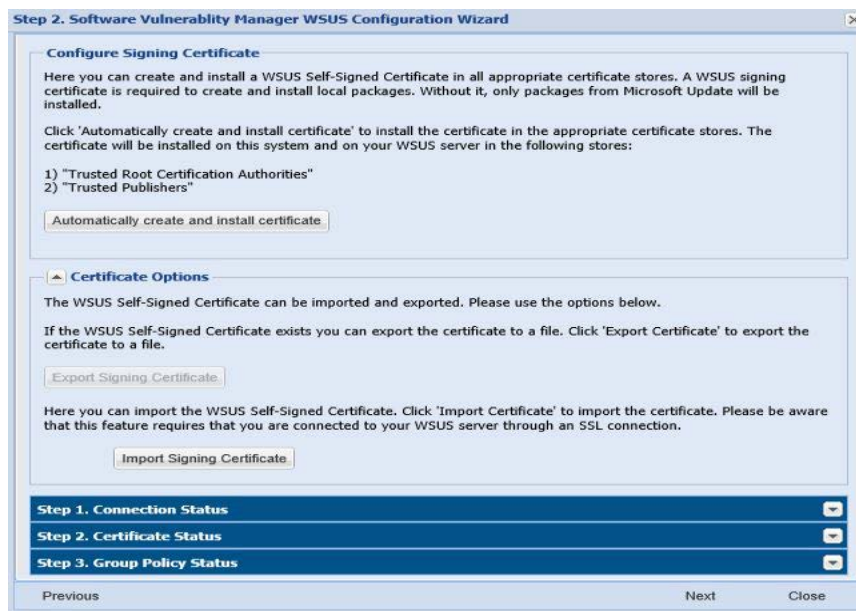 Step 2. Software Vulnerablity Manager WSUS Configuration Wizard
Configure Signing Certificate
Here you can create and install a WSUS Self-Signed Certificate in all appropriate certificate stores. A WSUS signing
certificate is required to create and install local packages. Without it, only packages from Microsoft Update will be
installed.
Click 'Automatically create and install certificate' to install the certificate in the appropriate certificate stores. The
certificate will be installed on this system and on your WSUS server in the following stores:
1) "Trusted Root Certification Authorities"
2) "Trusted Publishers"
Automatically create and install certificate
Certificate Options
The WSUS Self-Signed Certificate can be imported and exported. Please use the options below.
If the WSUS Self-Signed Certificate exists you can export the certificate to a file. Click 'Export Certificate' to export the
certificate to a file.
Export Signing Certificate
Here you can import the WSUS Self-Signed Certificate. Click 'Import Certificate' to import the certificate. Please be aware
that this feature requires that you are connected to your WSUS server through an SSL connection.
Import Signing Certificate
Step 1. Connection Status
Step 2. Certificate Status
Step 3. Group Policy Status
Previous Next Close